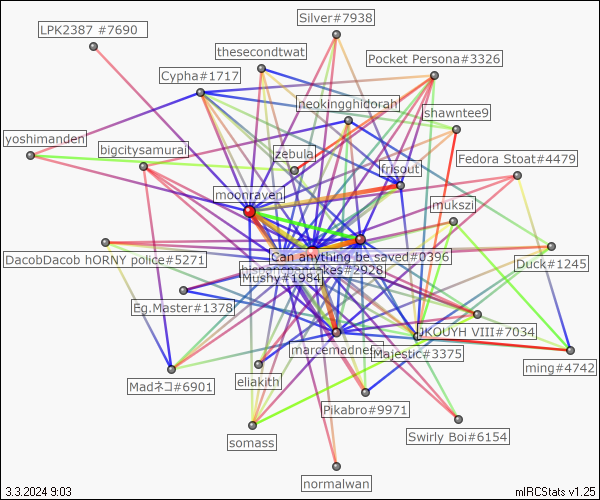 Silver#7938
LPK2387 #7690
thesecondtwat
Pocket Persona#3326
Cypha#1717
neokingghidorah
shawntee9
yoshimanden
bigcitysamurai
zebula
Fedora Stoat#4479
frisout
moonraven
mukszi
DacobDacob hORNY police#5271
Can anything be saved#0396
Duck#1245
Mushy#1984
Eg.Master#1378
JKOUYH VIII#7034
marcemadness
Majestic#3375
ming#4742
Madネコ#6901
eliakith
Pikabro#9971
somass
Swirly Boi#6154
normalwan
3.3.2024 9:03
mIRCStats v1.25